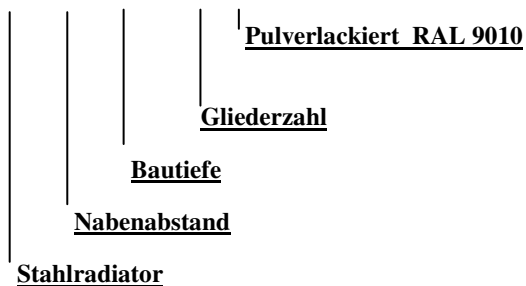 Pulverlackiert RAL 9010
Gliederzahl
Bautiefe
Nabenabstand
Stahlradiator